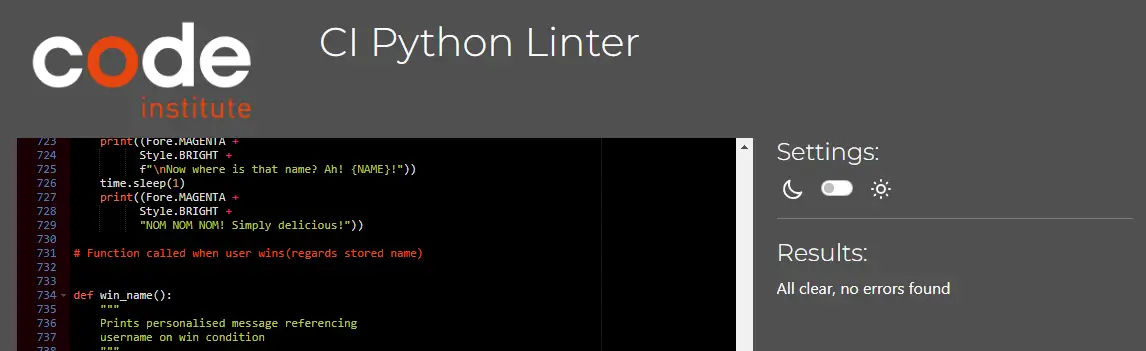 code
institute
CI Python Linter
723 print((Fore.MAGENTA +
724 Style.BRIGHT +
725 f"\nNow where is that name? Ah! {NAME}!"))
726 time.sleep(1)
727 print((Fore.MAGENTA +
728 Style.BRIGHT +
729 "NOM NOM NOM! Simply delicious!"))
730
731 # Function called when user wins(regards stored name)
732
733
734 def win_name():
735 """
736 Prints personalised message referencing
737 username on win condition
738 """
Settings:
Results:
All clear, no errors found